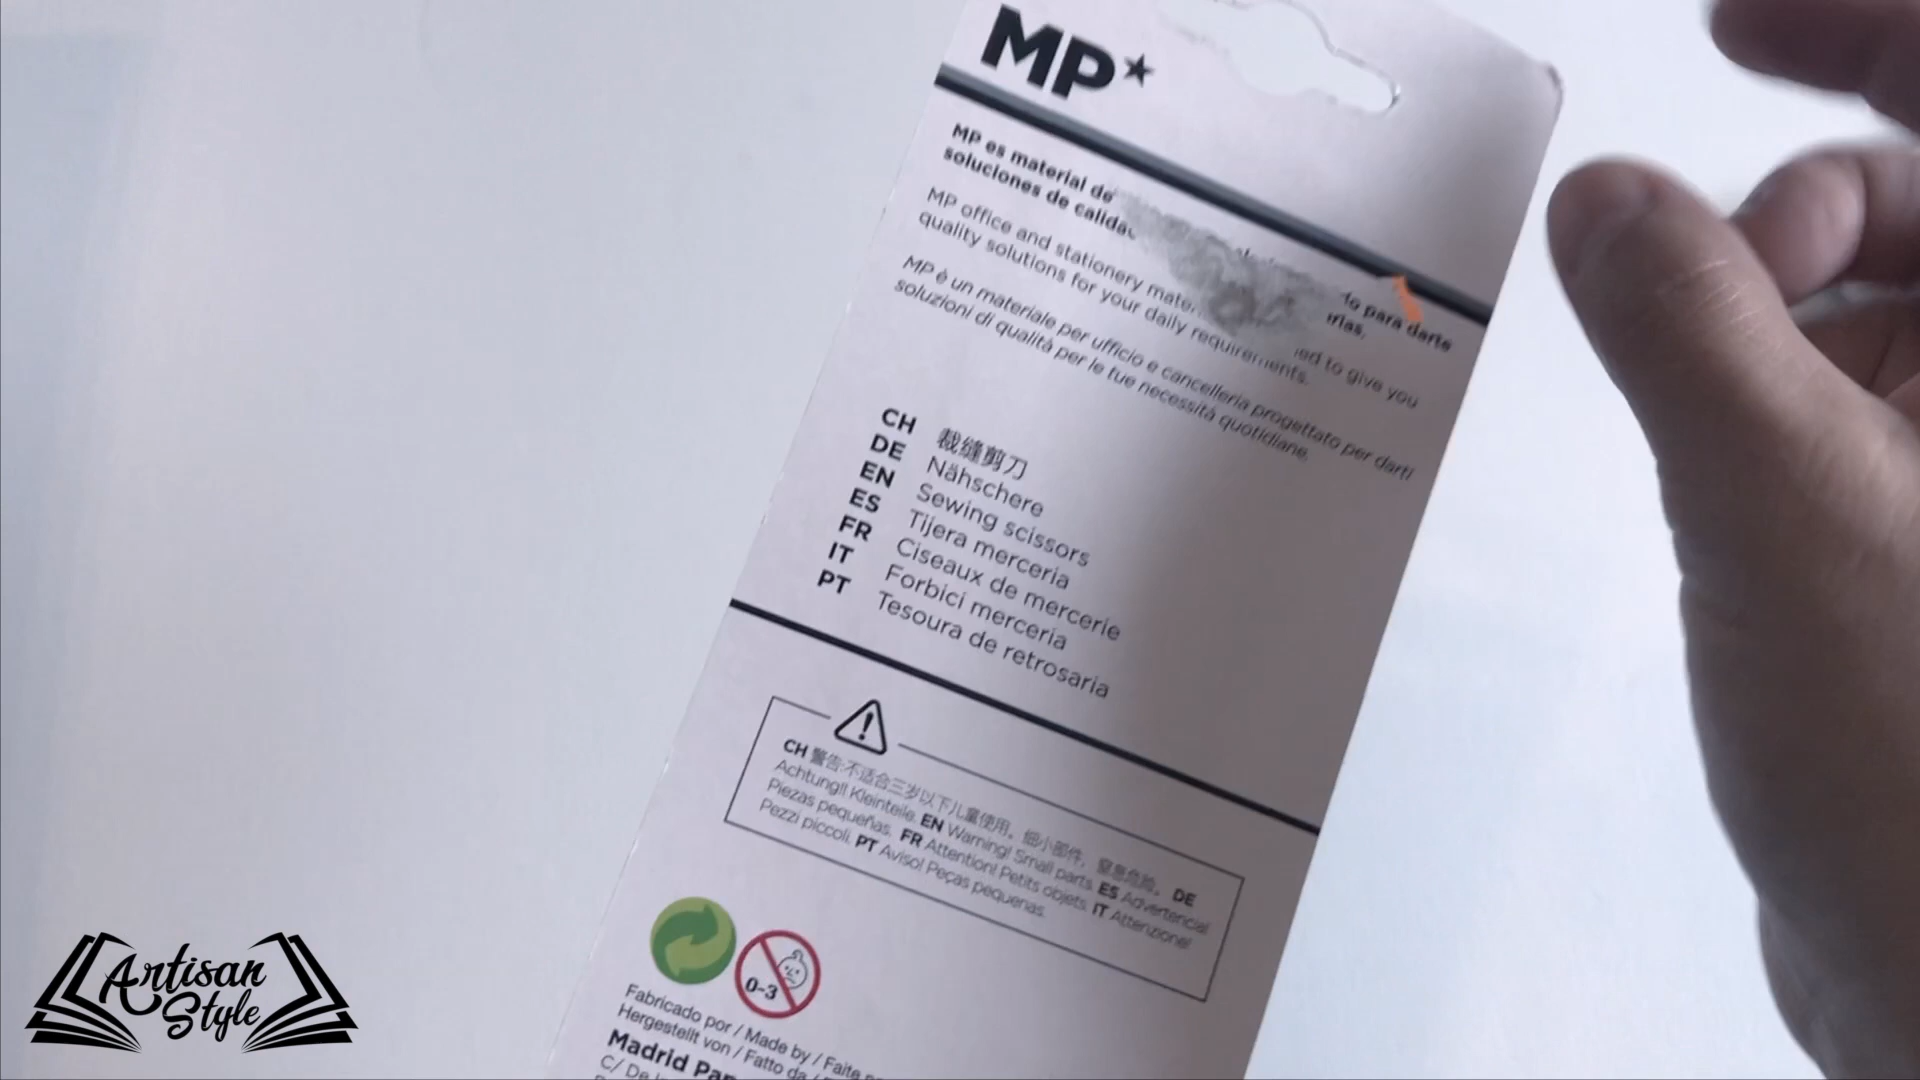 MP★
MP es material de
soluciones de calida
to para darte
MP office and stationery mate
ed to give you
quality solutions for your daily requirements.
MP è un materiale per ufficio e cancelleria progettato per darti
soluzioni di qualità per le tue necessità quotidiane.
CH 裁缝剪刀
DE Nähschere
EN Sewing scissors
ES Tijera merceria
FR Ciseaux de mercerie
IT Forbici merceria
PT Tesoura de retrosaria
CH 警告:不适合三岁以下儿童使用。细小部件，窒息危险。 DE
Achtung!! Kleinteile. EN Warning! Small parts. ES Advertencia!
Piezas pequeñas. FR Attention! Petits objets. IT Attenzione!
Pezzi piccoli. PT Aviso! Peças pequenas.
0-3
Fabricado por / Made by / Faite
Hergestellt von / Fatto da /
Madrid
C/
Artisan
Style